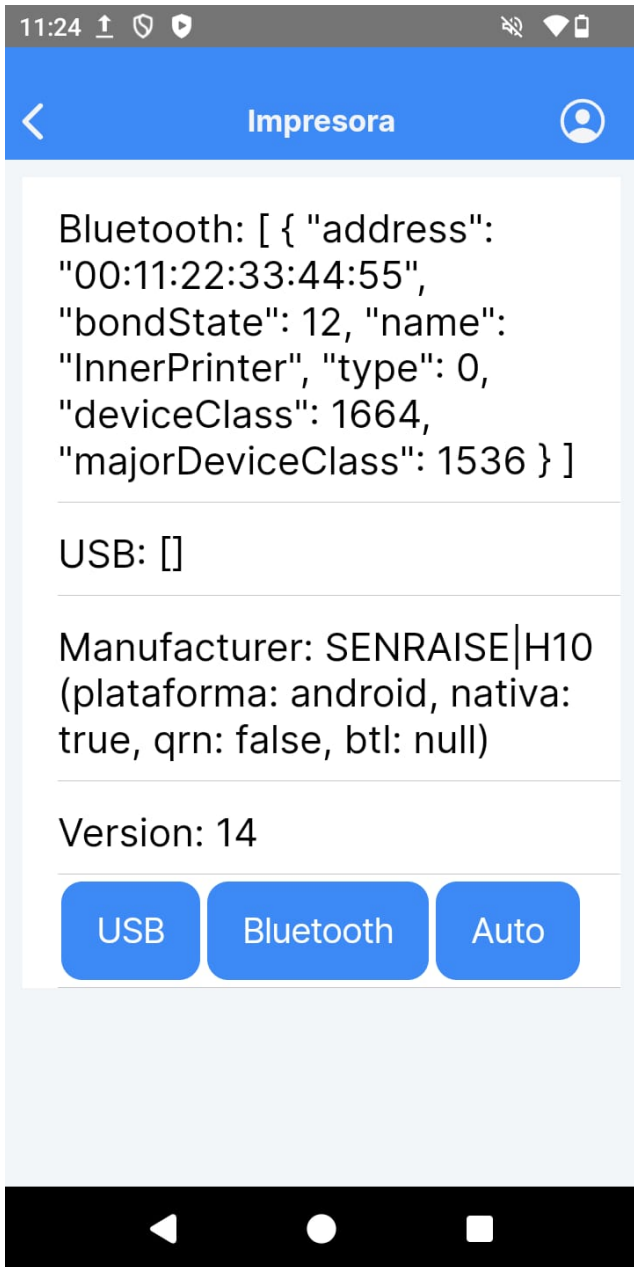 11:24
Impresora
Bluetooth: [ { "address":
"00:11:22:33:44:55",
"bondState": 12, "name":
"InnerPrinter", "type": 0,
"deviceClass": 1664,
"majorDeviceClass": 1536 } ]
USB: []
Manufacturer: SENRAISE|H10
(plataforma: android, nativa:
true, qrn: false, btl: null)
Version: 14
USB Bluetooth Auto